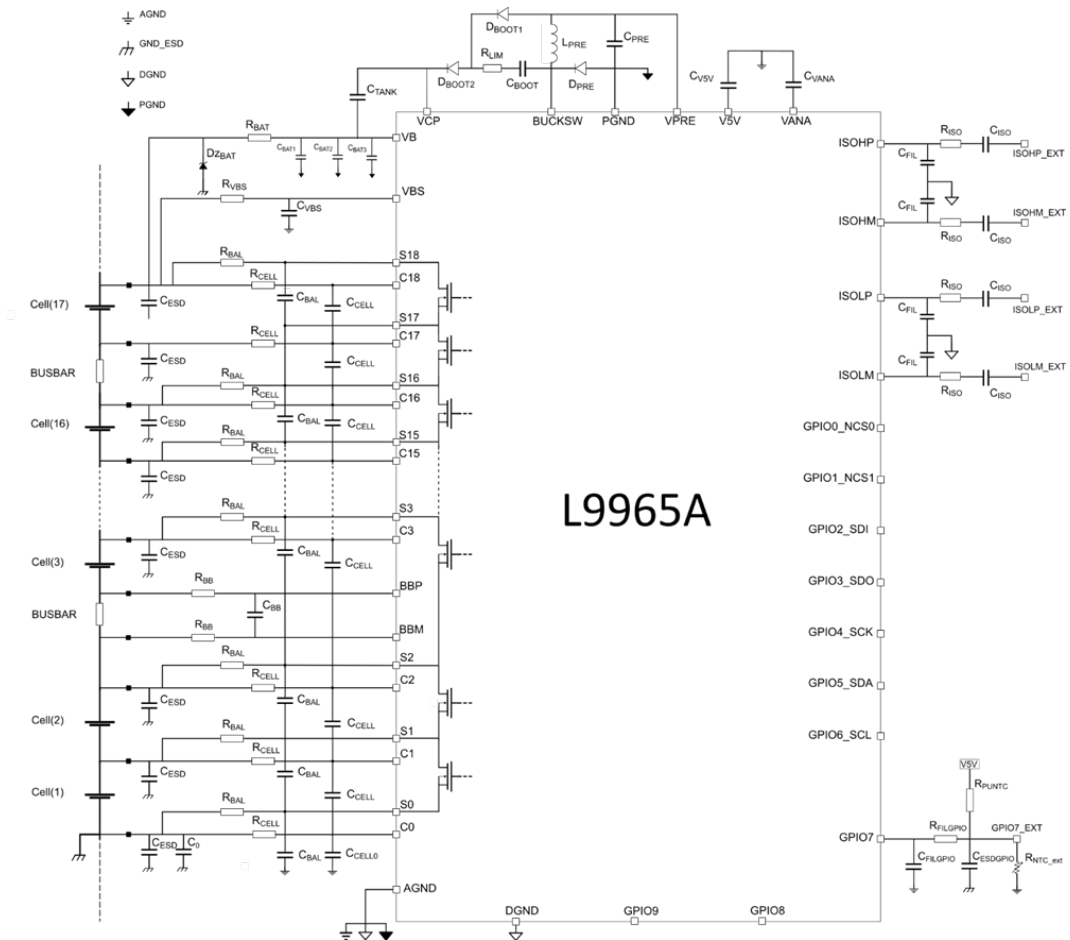 AGND
GND_ESD
DGND
PGND
DBOOT1
LPRE
CPRE
RLIM
CBOOT
DPRE
DBOOT2
CTANK
CV5V
CVANA
VCP
BUCKSW
PGND
VPRE
V5V
VANA
RBAT
VB
DzBAT
CBAT1
CBAT2
CBAT3
RVBS
VBS
CVBS
RBAL
S18
RCELL
C18
Cell(17)
CESD
CBAL
CCELL
S17
RCELL
C17
CESD
CCELL
BUSBAR
RBAL
S16
RCELL
C16
Cell(16)
CESD
CBAL
CCELL
RBAL
S15
RCELL
C15
CESD
RBAL
S3
RCELL
C3
Cell(3)
CESD
CBAL
CCELL
RBB
BBP
BUSBAR
CBB
RBB
BBM
RBAL
S2
RCELL
C2
CESD
CBAL
Cell(2)
CCELL
RBAL
S1
RCELL
C1
CESD
CBAL
Cell(1)
CCELL
RBAL
S0
RCELL
C0
CESD
C0
CBAL
CCELL0
AGND
DGND
GPIO9
GPIO8
L9965A
ISOHP
RISO
CISO
ISOHP_EXT
CFIL
CFIL
ISOHM_EXT
ISOHM
RISO
CISO
ISOLP
RISO
CISO
ISOLP_EXT
CFIL
CFIL
ISOLM_EXT
ISOLM
RISO
CISO
GPIO0_NCS0
GPIO1_NCS1
GPIO2_SDI
GPIO3_SDO
GPIO4_SCK
GPIO5_SDA
GPIO6_SCL
V5V
RPUNTC
GPIO7
RFILGPIO
GPIO7_EXT
CFILGPIO
CESDGPIO
RNTC_ext